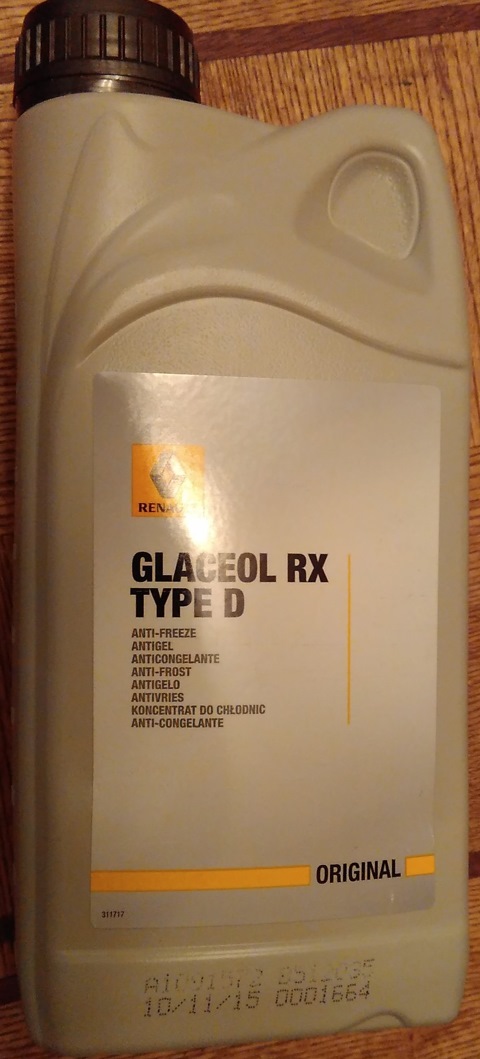 RENAULT
GLACEOL RX
TYPE D
ANTI-FREEZE
ANTIGEL
ANTICONGELANTE
ANTI-FROST
ANTIGELO
ANTIVRIES
KONCENTRAT DO CHŁODNIC
ANTI-CONGELANTE
ORIGINAL
311717
10/11/15 0001664